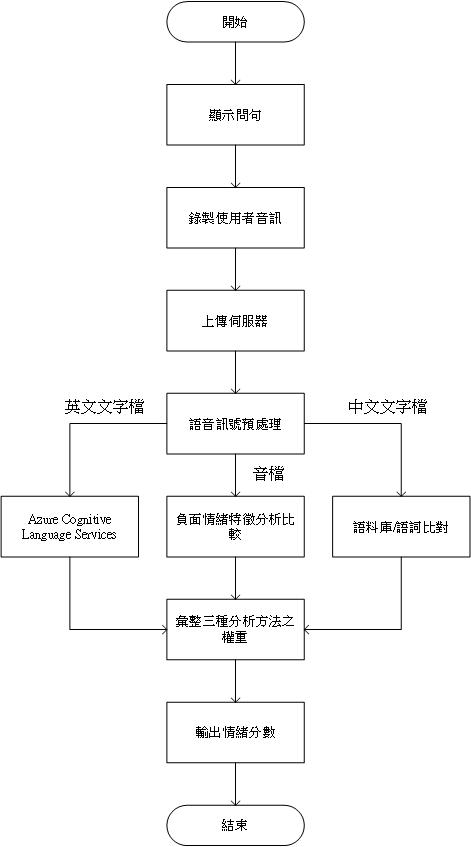 開始
顯示問句
錄製使用者音訊
上傳伺服器
語音訊號預處理
英文文字檔
中文文字檔
音檔
Azure Cognitive
Language Services
負面情緒特徵分析比
較
語料庫/語詞比對
彙整三種分析方法之
權重
輸出情緒分數
結束